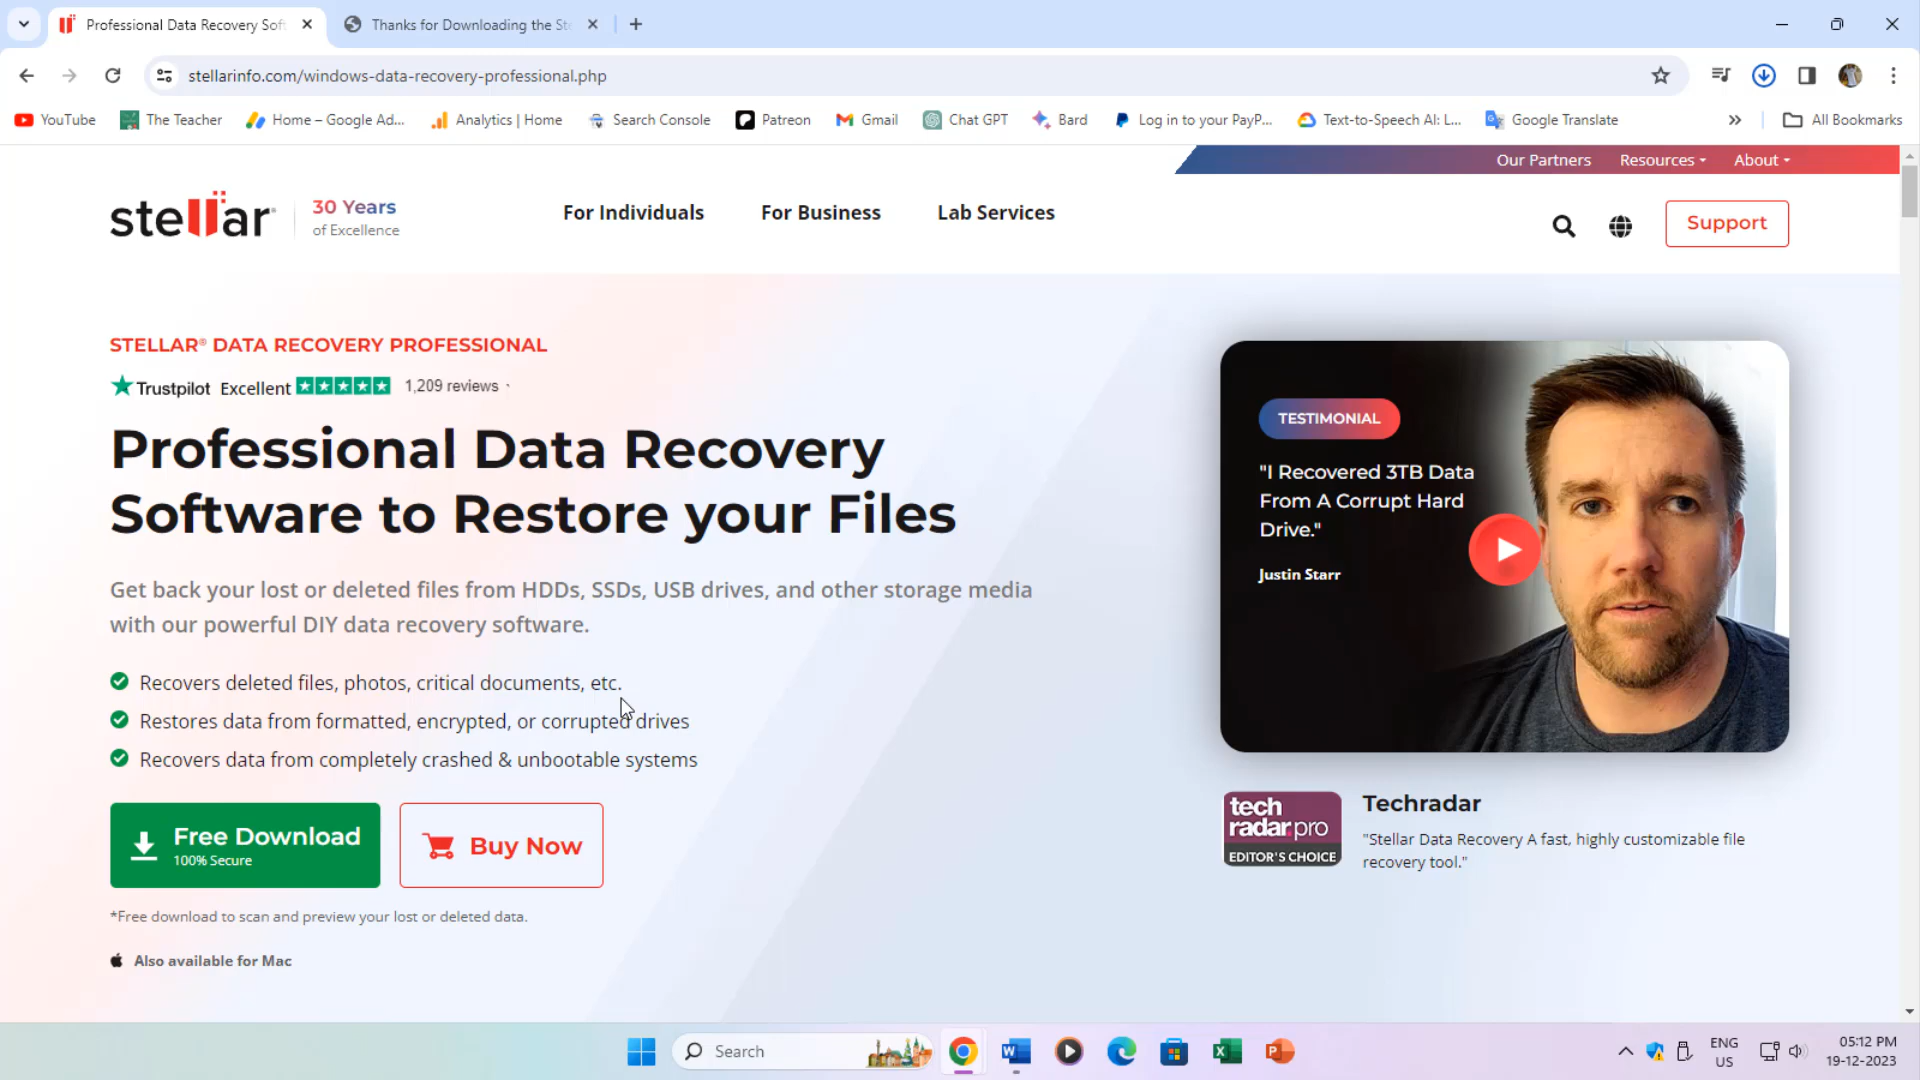 Professional Data Recovery Soft
Thanks for Downloading the Ste
stellarinfo.com/windows-data-recovery-professional.php
YouTube
The Teacher
Home – Google Ad...
Analytics | Home
Search Console
Patreon
Gmail
Chat GPT
Bard
Log in to your PayP...
Text-to-Speech AI: L...
Google Translate
All Bookmarks
Our Partners
Resources
About
stellar
30 Years
of Excellence
For Individuals
For Business
Lab Services
Support
STELLAR® DATA RECOVERY PROFESSIONAL
Trustpilot Excellent 1,209 reviews
Professional Data Recovery
Software to Restore your Files
Get back your lost or deleted files from HDDs, SSDs, USB drives, and other storage media
with our powerful DIY data recovery software.
Recovers deleted files, photos, critical documents, etc.
Restores data from formatted, encrypted, or corrupted drives
Recovers data from completely crashed & unbootable systems
Free Download
100% Secure
Buy Now
*Free download to scan and preview your lost or deleted data.
Also available for Mac
TESTIMONIAL
"I Recovered 3TB Data
From A Corrupt Hard
Drive."
Justin Starr
tech
radar.pro
EDITOR'S CHOICE
Techradar
"Stellar Data Recovery A fast, highly customizable file
recovery tool."
Search
ENG
US
05:12 PM
19-12-2023